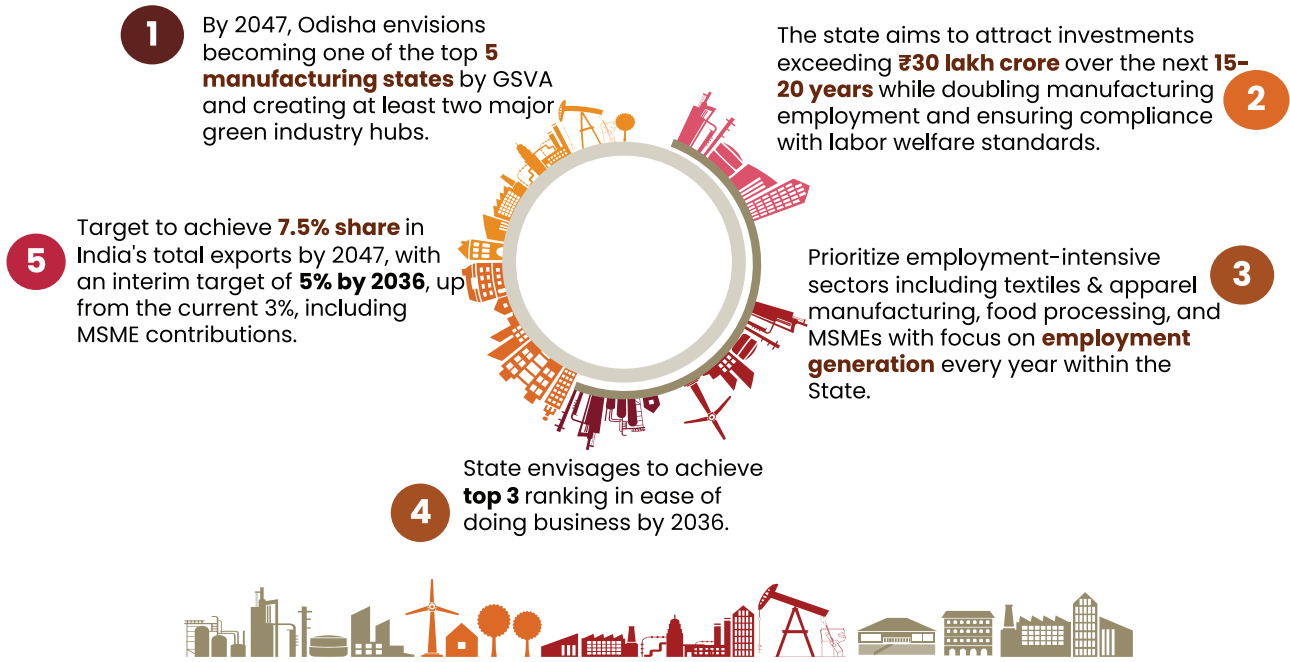 1
By 2047, Odisha envisions
becoming one of the top 5
manufacturing states by GSVA
and creating at least two major
green industry hubs.
The state aims to attract investments
exceeding ₹30 lakh crore over the next 15-
20 years while doubling manufacturing
employment and ensuring compliance
with labor welfare standards.
2
Prioritize employment-intensive
sectors including textiles & apparel
manufacturing, food processing, and
MSMEs with focus on employment
generation every year within the
State.
3
4
State envisages to achieve
top 3 ranking in ease of
doing business by 2036.
5
Target to achieve 7.5% share in
India's total exports by 2047, with
an interim target of 5% by 2036, up
from the current 3%, including
MSME contributions.